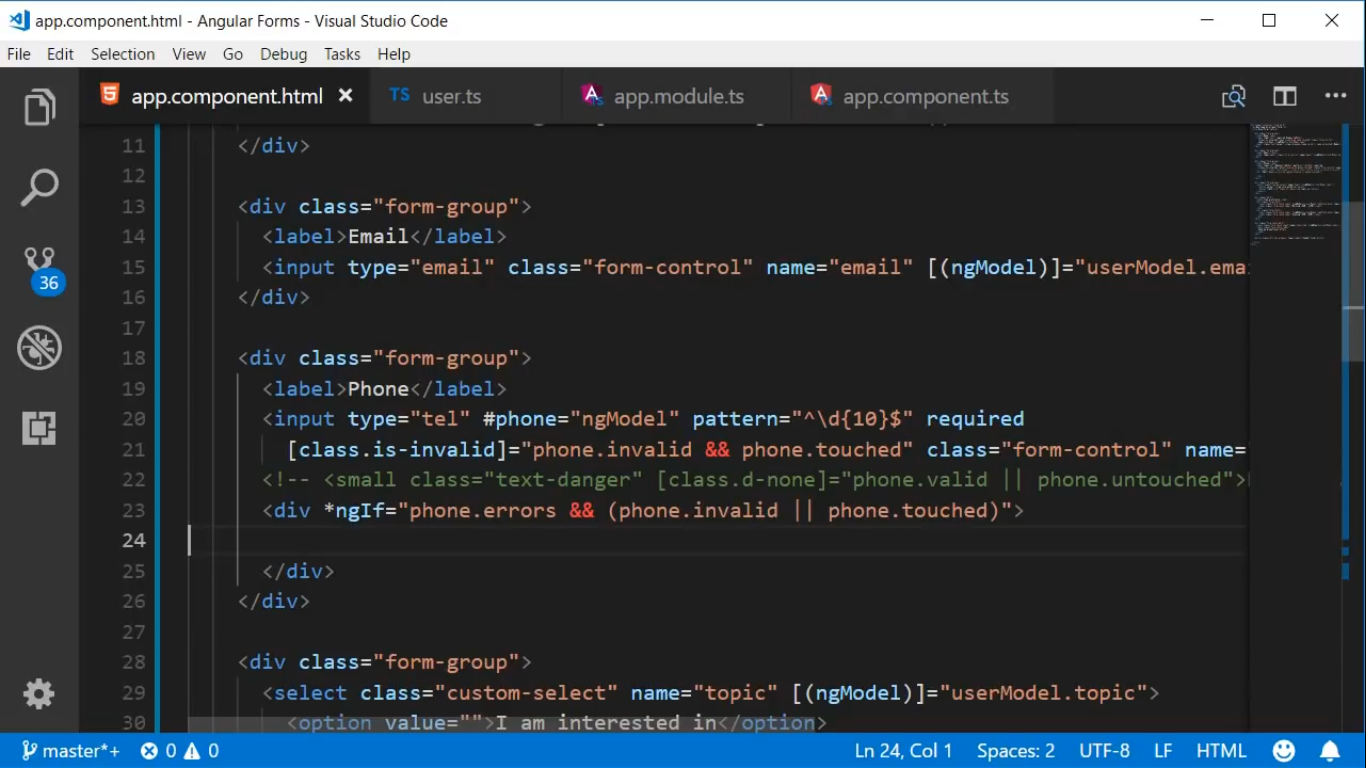 app.component.html - Angular Forms - Visual Studio Code
File Edit Selection View Go Debug Tasks Help
app.component.html TS user.ts app.module.ts app.component.ts
11 </div>
12
13 <div class="form-group">
14 <label>Email</label>
15 <input type="email" class="form-control" name="email" [(ngModel)]="userModel.emai
16 </div>
17
18 <div class="form-group">
19 <label>Phone</label>
20 <input type="tel" #phone="ngModel" pattern="^\d{10}$" required
21 [class.is-invalid]="phone.invalid && phone.touched" class="form-control" name=
22 <!-- <small class="text-danger" [class.d-none]="phone.valid || phone.untouched">
23 <div *ngIf="phone.errors && (phone.invalid || phone.touched)">
24
25 </div>
26 </div>
27
28 <div class="form-group">
29 <select class="custom-select" name="topic" [(ngModel)]="userModel.topic">
30 <option value="">I am interested in</option>
36
master*+ 0 0 Ln 24, Col 1 Spaces: 2 UTF-8 LF HTML